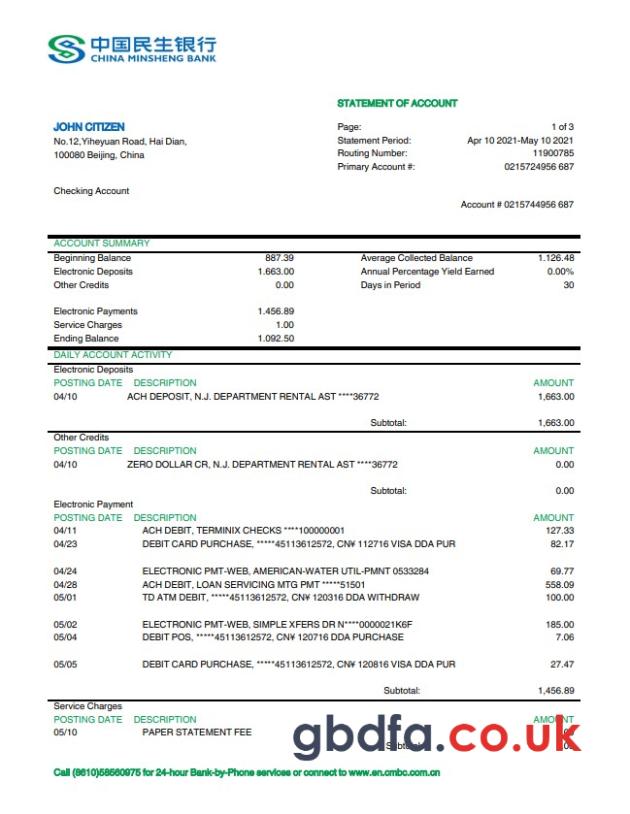 中国民生银行
CHINA MINSHENG BANK
STATEMENT OF ACCOUNT
JOHN CITIZEN
No.12,Yiheyuan Road, Hai Dian,
100080 Beijing, China
Page: 1 of 3
Statement Period: Apr 10 2021-May 10 2021
Routing Number: 11900785
Primary Account #: 0215724956 687
Checking Account
Account # 0215744956 687
ACCOUNT SUMMARY
Beginning Balance 887.39 Average Collected Balance 1.126.48
Electronic Deposits 1.663.00 Annual Percentage Yield Earned 0.00%
Other Credits 0.00 Days in Period 30
Electronic Payments 1.456.89
Service Charges 1.00
Ending Balance 1.092.50
DAILY ACCOUNT ACTIVITY
Electronic Deposits
POSTING DATE DESCRIPTION AMOUNT
04/10 ACH DEPOSIT, N.J. DEPARTMENT RENTAL AST ****36772 1,663.00
Subtotal: 1,663.00
Other Credits
POSTING DATE DESCRIPTION AMOUNT
04/10 ZERO DOLLAR CR, N.J. DEPARTMENT RENTAL AST ****36772 0.00
Subtotal: 0.00
Electronic Payment
POSTING DATE DESCRIPTION AMOUNT
04/11 ACH DEBIT, TERMINIX CHECKS ****100000001 127.33
04/23 DEBIT CARD PURCHASE, *****45113612572, CN¥ 112716 VISA DDA PUR 82.17
04/24 ELECTRONIC PMT-WEB, AMERICAN-WATER UTIL-PMNT 0533284 69.77
04/28 ACH DEBIT, LOAN SERVICING MTG PMT *****51501 558.09
05/01 TD ATM DEBIT, *****45113612572, CN¥ 120316 DDA WITHDRAW 100.00
05/02 ELECTRONIC PMT-WEB, SIMPLE XFERS DR N****0000021K6F 185.00
05/04 DEBIT POS, *****45113612572, CN¥ 120716 DDA PURCHASE 7.06
05/05 DEBIT CARD PURCHASE, *****45113612572, CN¥ 120816 VISA DDA PUR 27.47
Subtotal: 1,456.89
Service Charges
POSTING DATE DESCRIPTION AMOUNT
05/10 PAPER STATEMENT FEE
gbdfa.co.uk
Call (8610)58560975 for 24-hour Bank-by-Phone services or connect to www.en.cmbc.com.cn